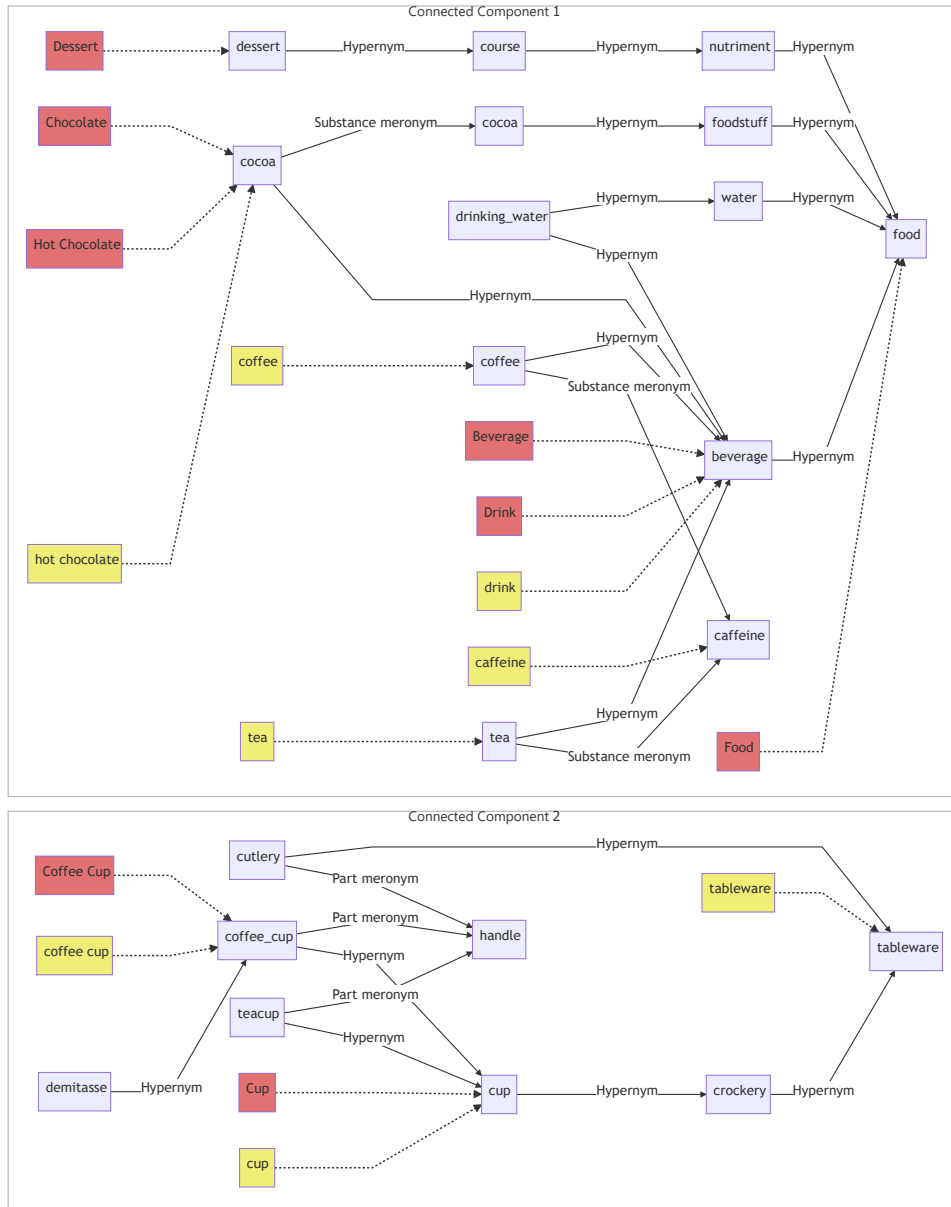 Connected Component 1
Dessert
dessert
Hypernym
course
Hypernym
nutriment
Hypernym
Chocolate
Substance meronym
cocoa
Hypernym
foodstuff
Hypernym
cocoa
Hypernym
water
Hypernym
drinking_water
Hot Chocolate
food
Hypernym
Hypernym
Hypernym
coffee
coffee
Substance meronym
Beverage
beverage
Hypernym
Drink
hot chocolate
drink
caffeine
caffeine
Hypernym
tea
tea
Food
Substance meronym
Connected Component 2
Hypernym
cutlery
Coffee Cup
Part meronym
tableware
Part meronym
coffee_cup
handle
coffee cup
Hypernym
tableware
Part meronym
teacup
Hypernym
demitasse
Hypernym
Cup
cup
Hypernym
crockery
Hypernym
cup